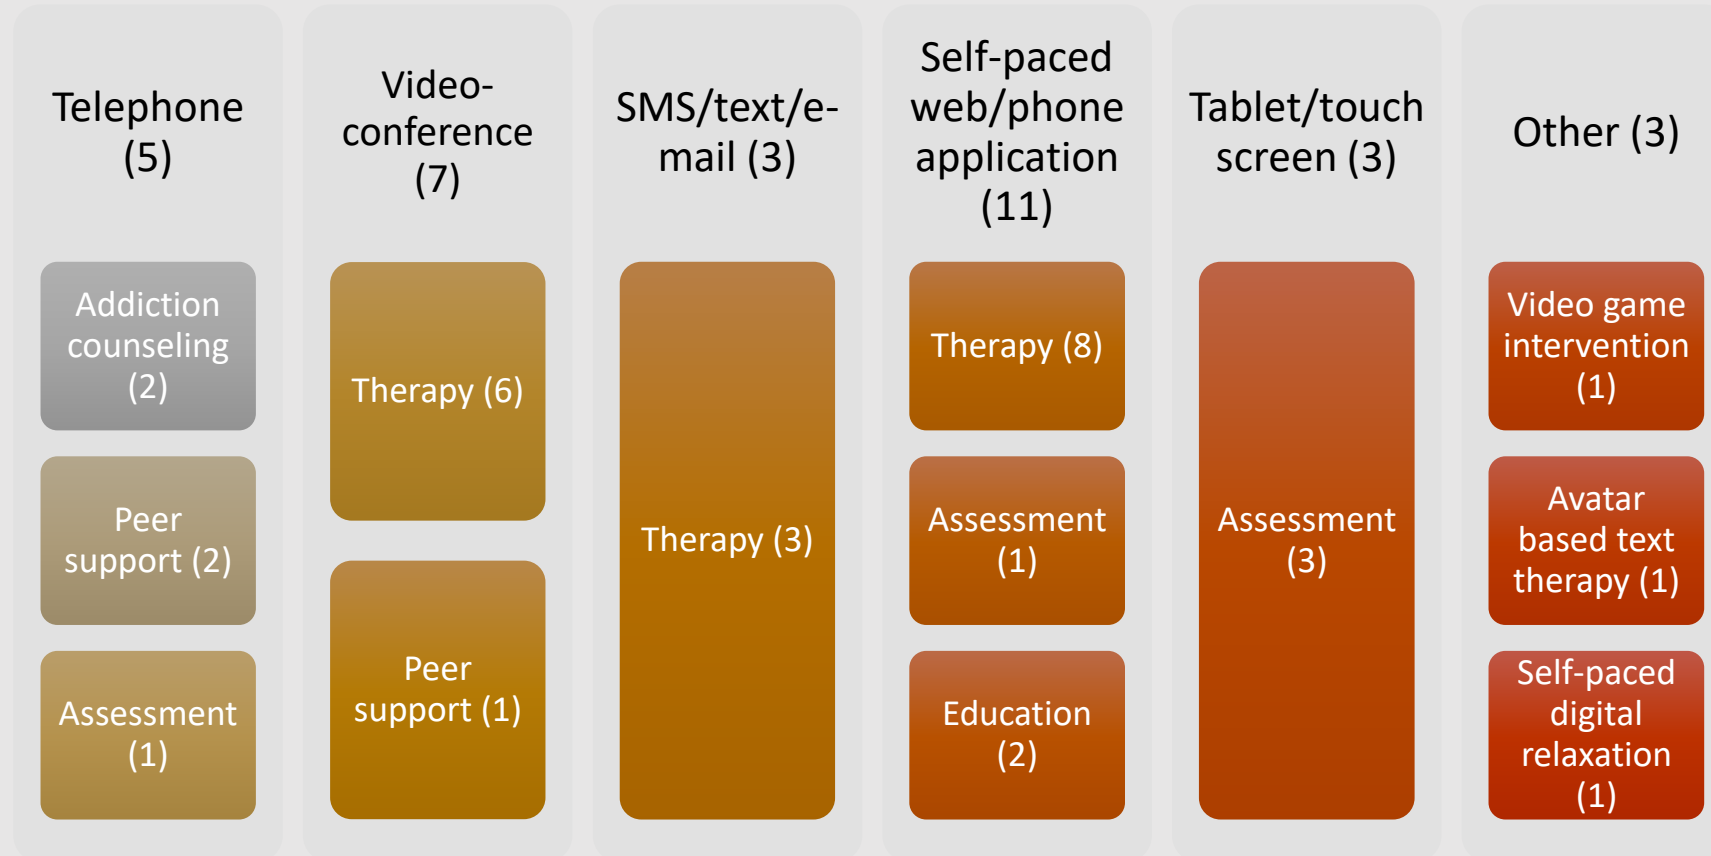 Telephone
(5)
Addiction
counseling
(2)
Peer
support (2)
Assessment
(1)
Video-
conference
(7)
Therapy (6)
Peer
support (1)
SMS/text/e-
mail (3)
Therapy (3)
Self-paced
web/phone
application
(11)
Therapy (8)
Assessment
(1)
Education
(2)
Tablet/touch
screen (3)
Assessment
(3)
Other (3)
Video game
intervention
(1)
Avatar
based text
therapy (1)
Self-paced
digital
relaxation
(1)